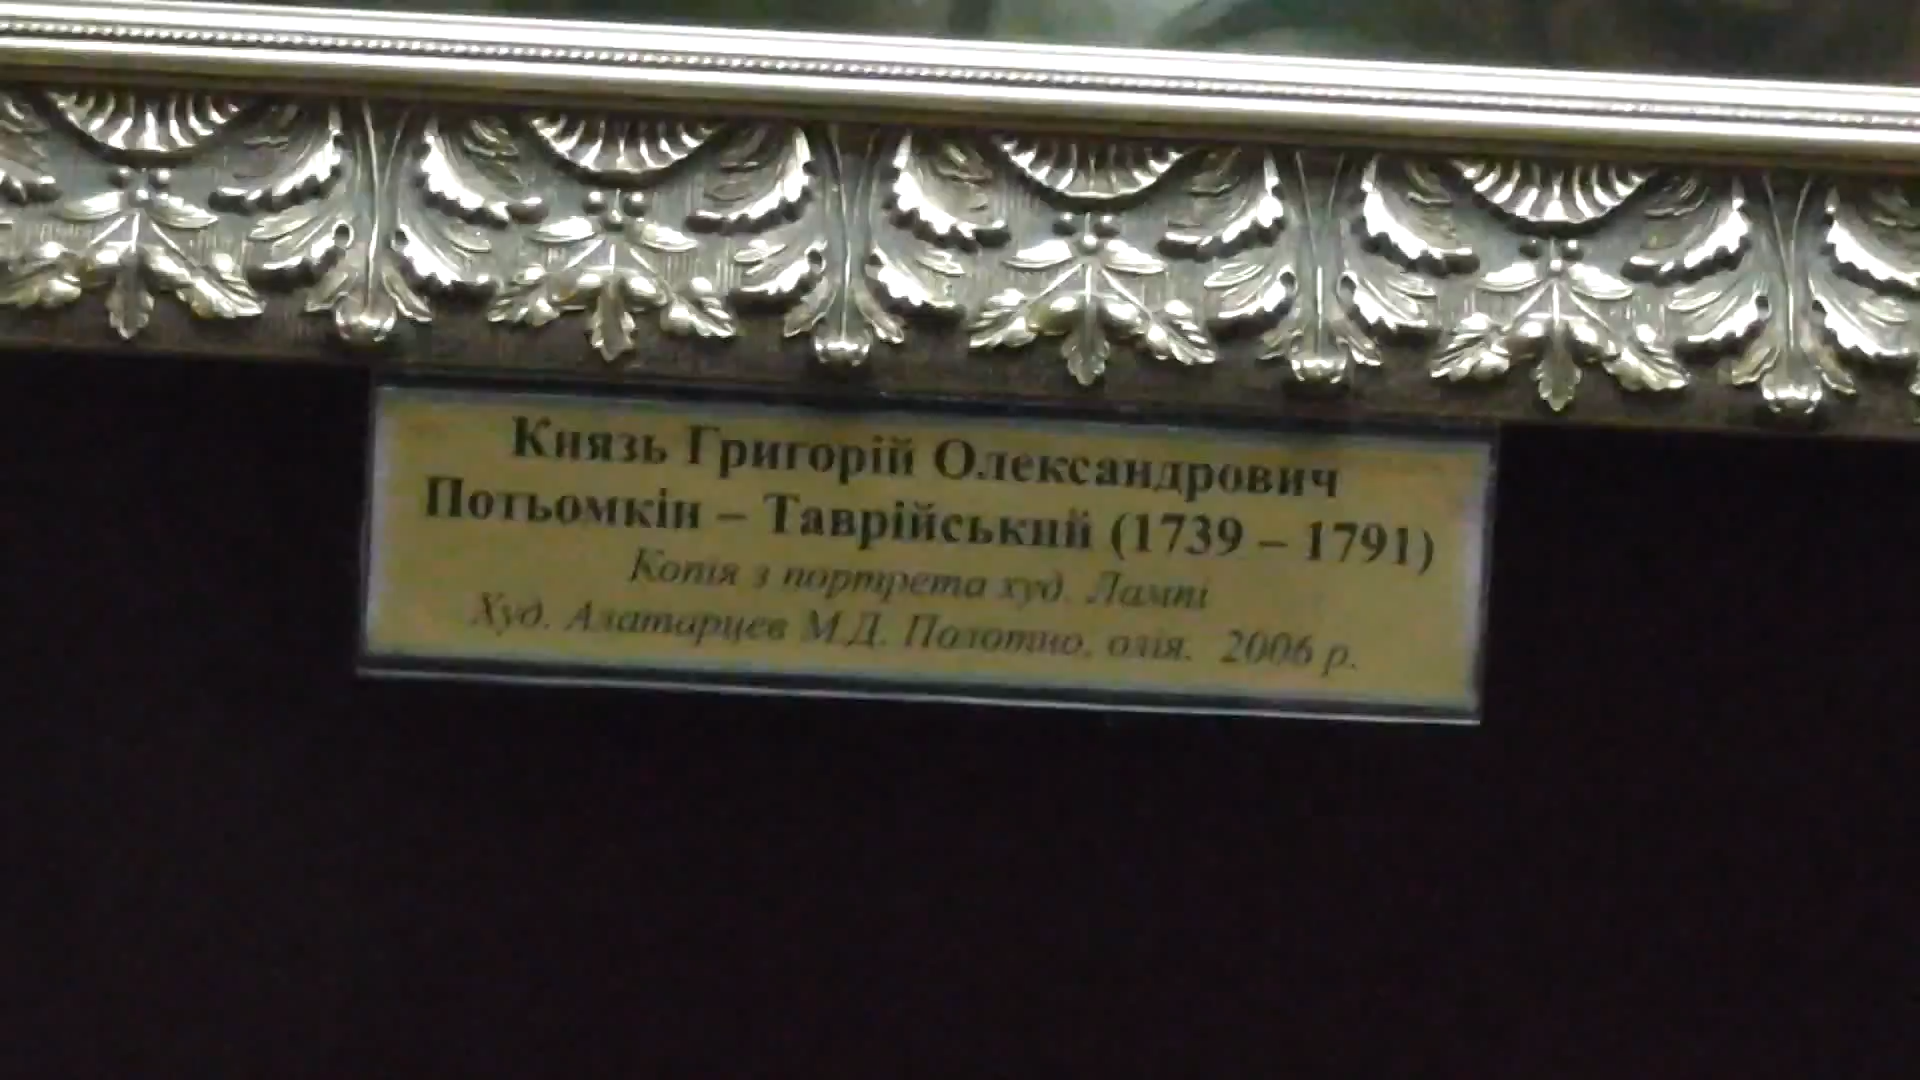 Князь Григорій Олександрович
Потьомкін – Таврійський (1739 – 1791)
Копія з портрета худ. Лампі
Худ. Алатарцев М.Д. Полотно, олія. 2006 р.